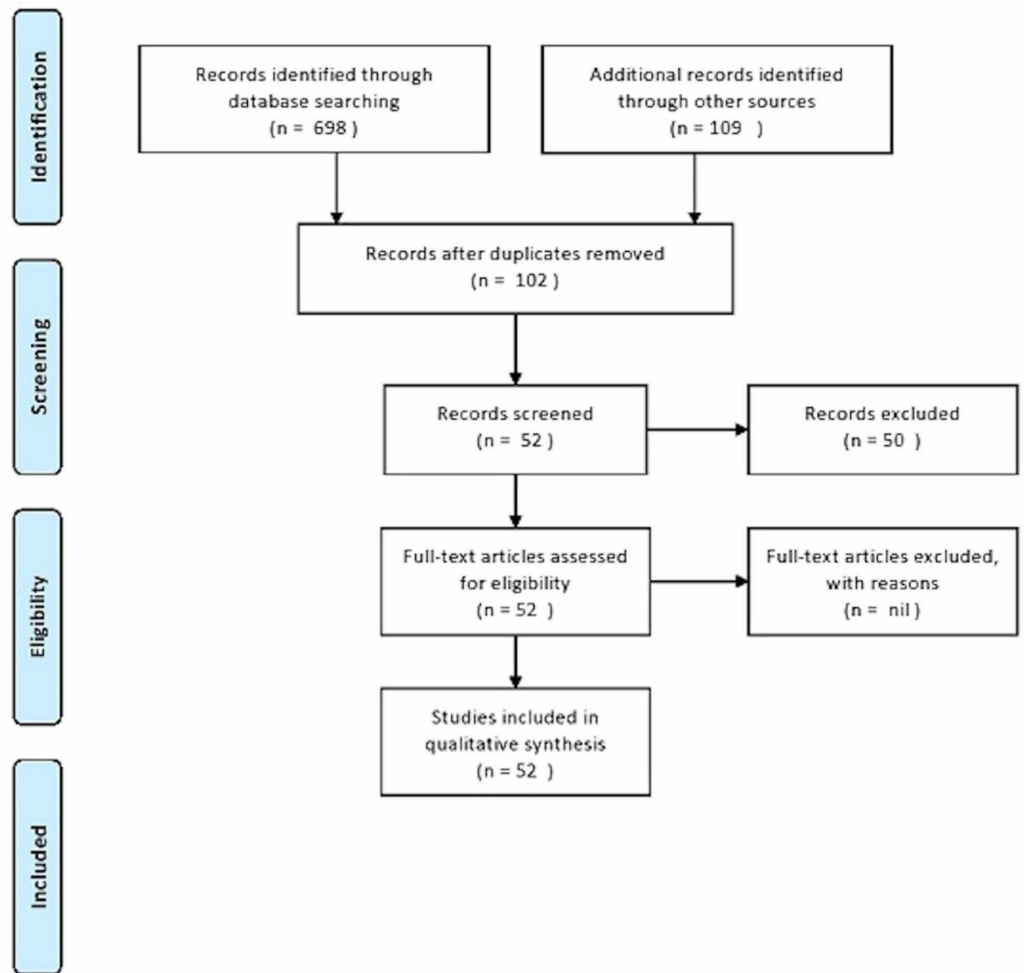 Identification
Records identified through
database searching
(n = 698 )
Additional records identified
through other sources
(n = 109 )
Records after duplicates removed
(n = 102 )
Screening
Records screened
(n = 52 )
Records excluded
(n = 50 )
Eligibility
Full-text articles assessed
for eligibility
(n = 52 )
Full-text articles excluded,
with reasons
(n = nil )
Studies included in
qualitative synthesis
(n = 52 )
Included